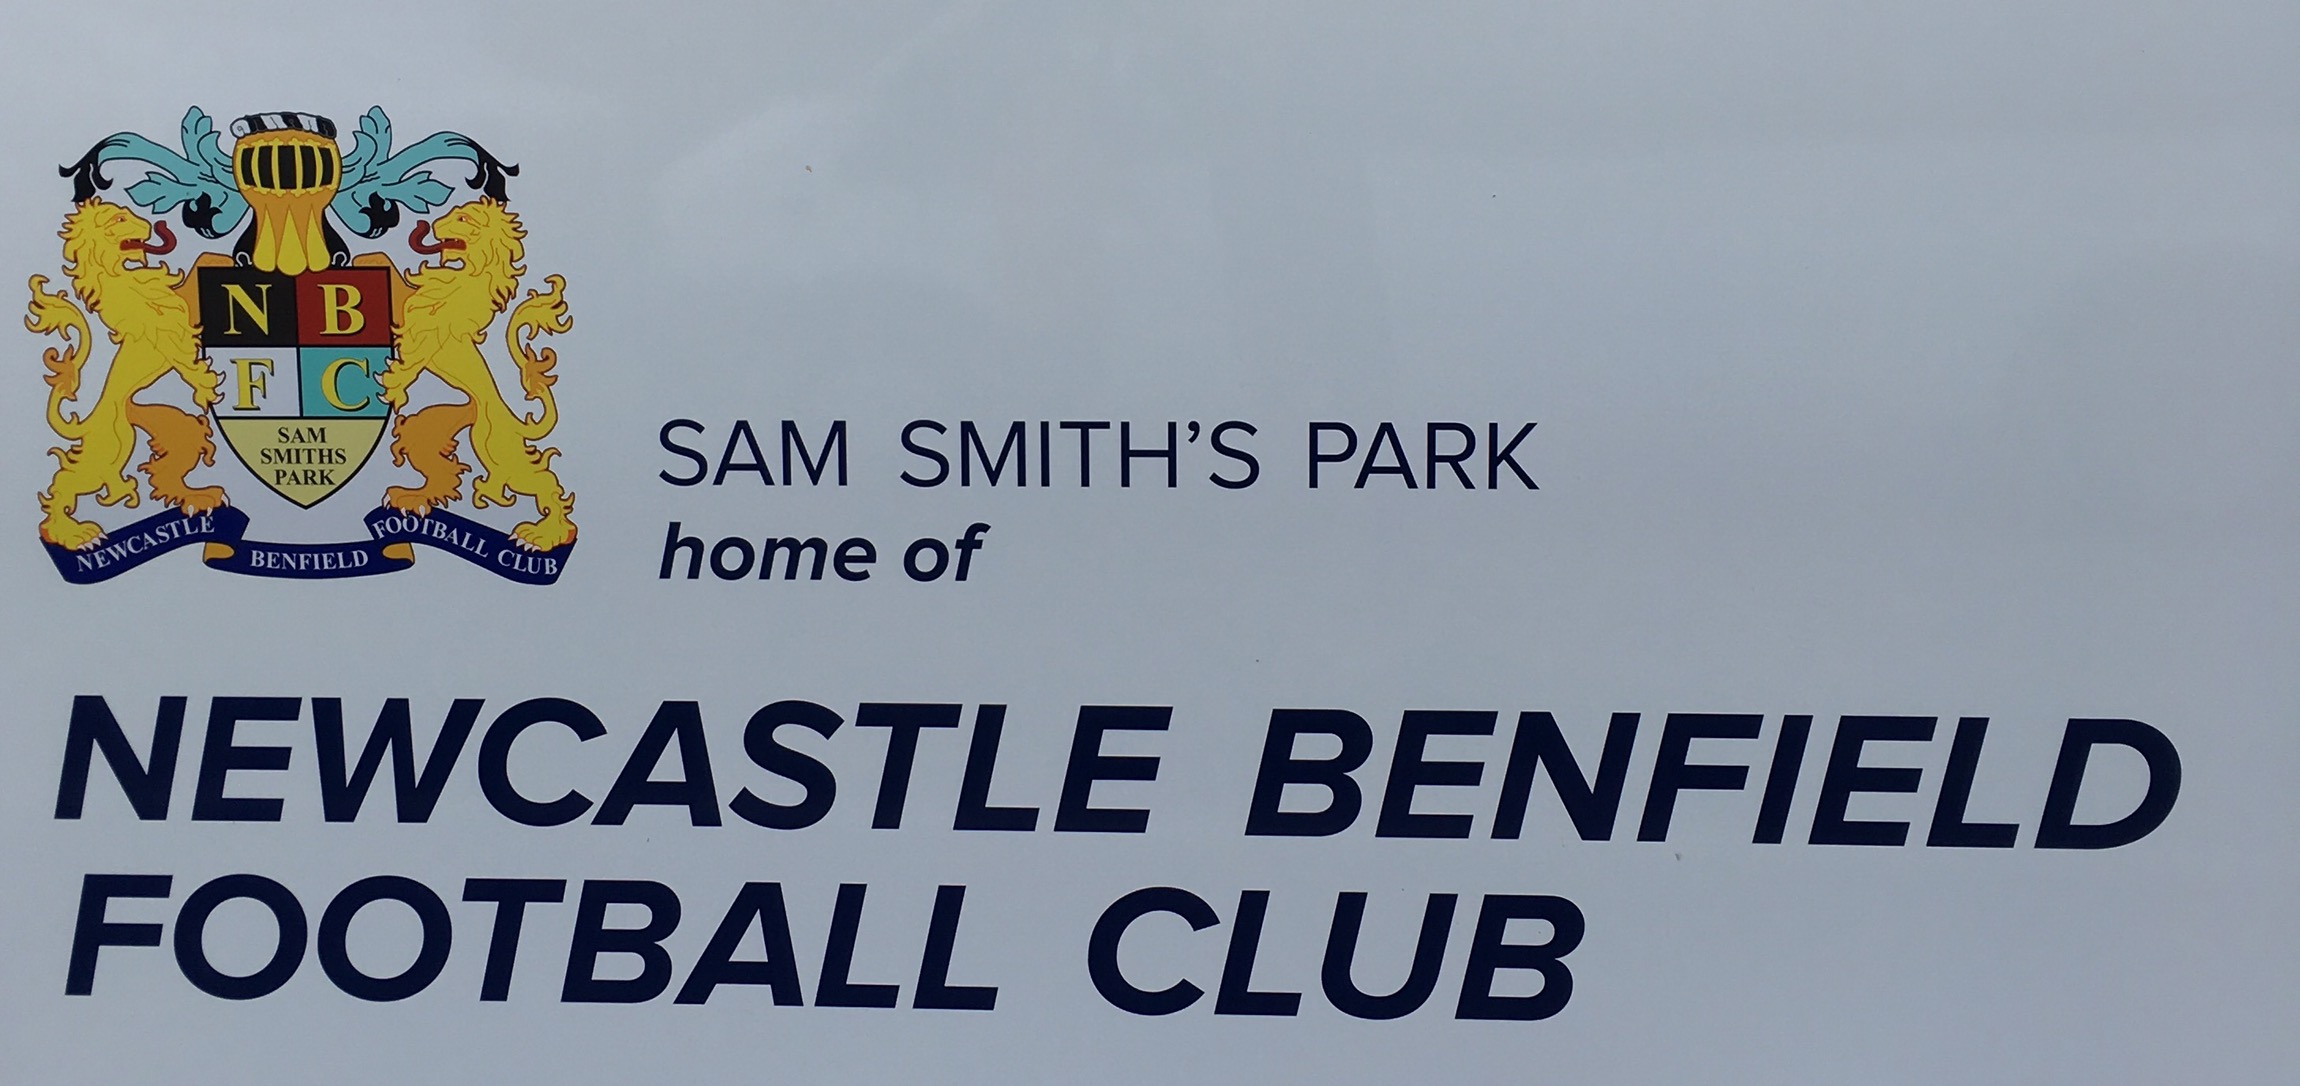 N B
F C
SAM
SMITHS
PARK
NEWCASTLE BENFIELD FOOTBALL CLUB
SAM SMITH'S PARK
home of
NEWCASTLE BENFIELD
FOOTBALL CLUB